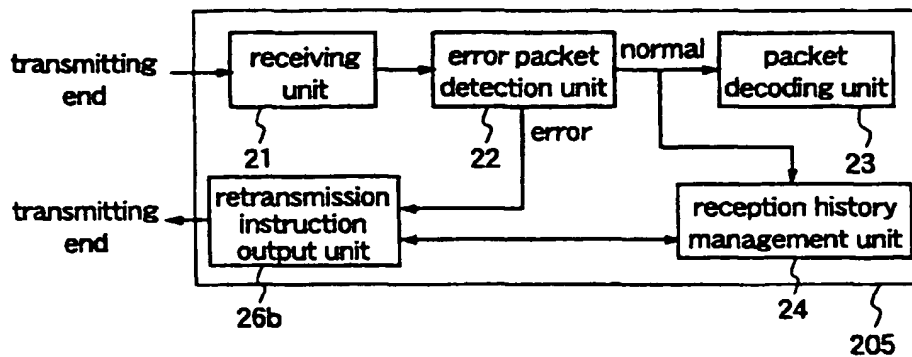 transmitting
end
receiving
unit
21
error packet
detection unit
22
normal
error
packet
decoding unit
23
transmitting
end
retransmission
instruction
output unit
26b
reception history
management unit
24
205